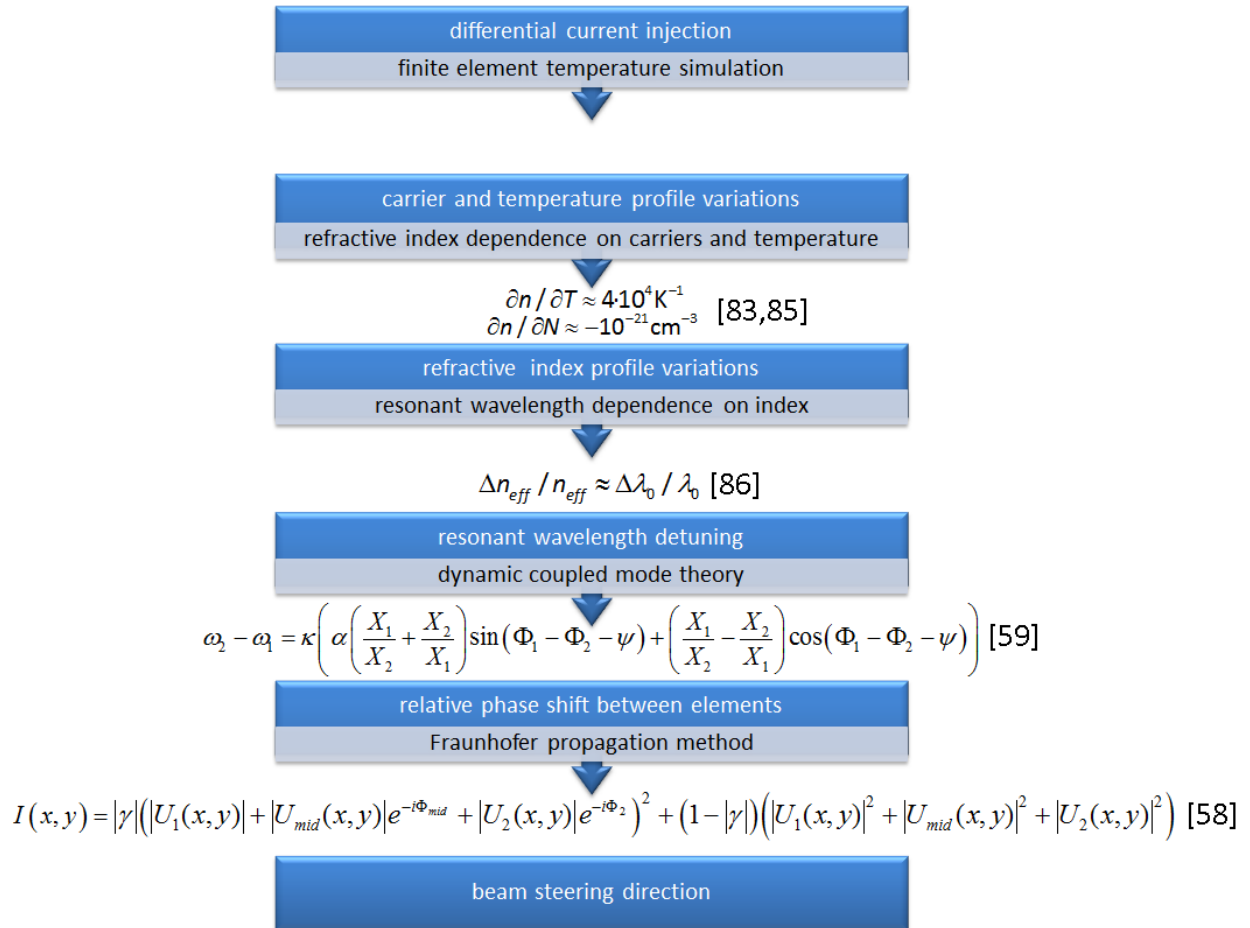 differential current injection
finite element temperature simulation
carrier and temperature profile variations
refractive index dependence on carriers and temperature
∂n / ∂T ≈ 4·10⁴ K⁻¹
∂n / ∂N ≈ −10⁻²¹ cm⁻³ [83,85]
refractive index profile variations
resonant wavelength dependence on index
Δn_eff / n_eff ≈ Δλ₀ / λ₀ [86]
resonant wavelength detuning
dynamic coupled mode theory
ω₂ − ω₁ = κ(α(X₁/X₂ + X₂/X₁)sin(Φ₁ − Φ₂ − ψ) + (X₁/X₂ − X₂/X₁)cos(Φ₁ − Φ₂ − ψ)) [59]
relative phase shift between elements
Fraunhofer propagation method
I(x, y) = |γ|(|U₁(x, y)| + |U_mid(x, y)|e^{−iΦ_mid} + |U₂(x, y)|e^{−iΦ₂})² + (1 − |γ|)(|U₁(x, y)|² + |U_mid(x, y)|² + |U₂(x, y)|²) [58]
beam steering direction